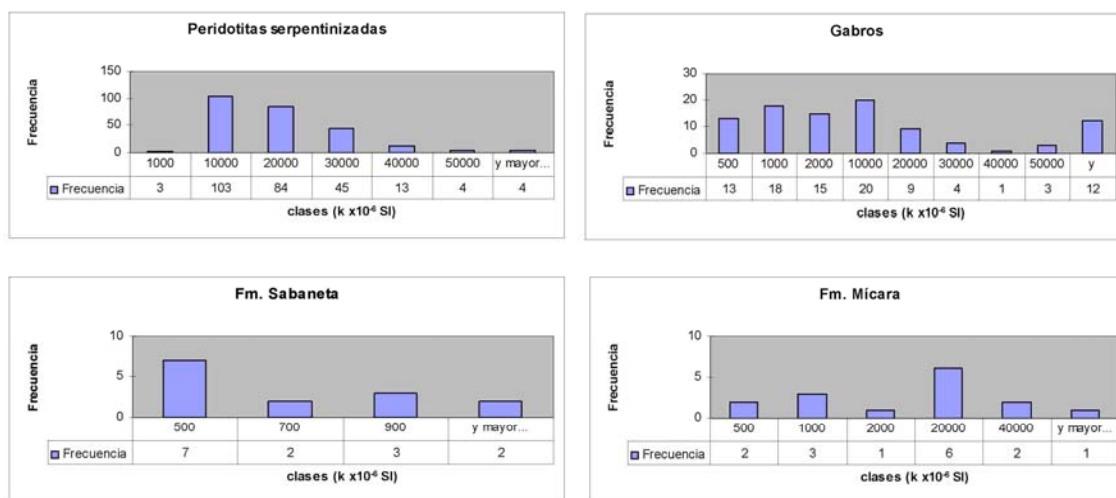 Peridotitas serpentinizadas
Frecuencia
150
100
50
0
1000 10000 20000 30000 40000 50000 y mayor...
Frecuencia 3 103 84 45 13 4 4
clases (k x10⁻⁶ SI)
Gabros
Frecuencia
30
20
10
0
500 1000 2000 10000 20000 30000 40000 50000 y
Frecuencia 13 18 15 20 9 4 1 3 12
clases (k x10⁻⁶ SI)
Fm. Sabaneta
Frecuencia
10
5
0
500 700 900 y mayor...
Frecuencia 7 2 3 2
clases (k x10⁻⁶ SI)
Fm. Mícara
Frecuencia
10
5
0
500 1000 2000 20000 40000 y mayor...
Frecuencia 2 3 1 6 2 1
clases (k x10⁻⁶ SI)